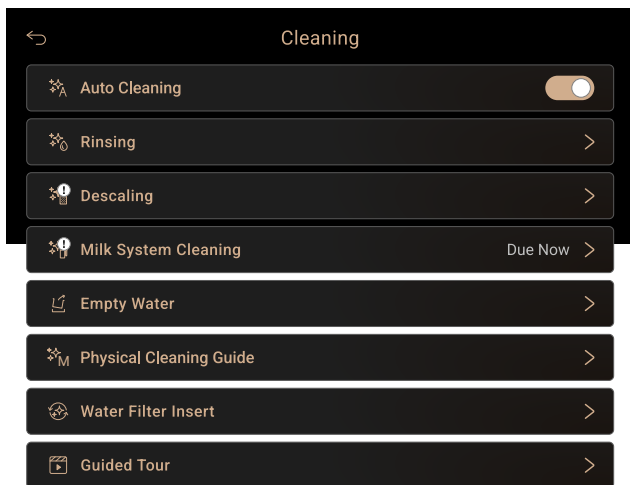 Cleaning
Auto Cleaning
Rinsing
Descaling
Milk System Cleaning Due Now
Empty Water
M Physical Cleaning Guide
Water Filter Insert
Guided Tour